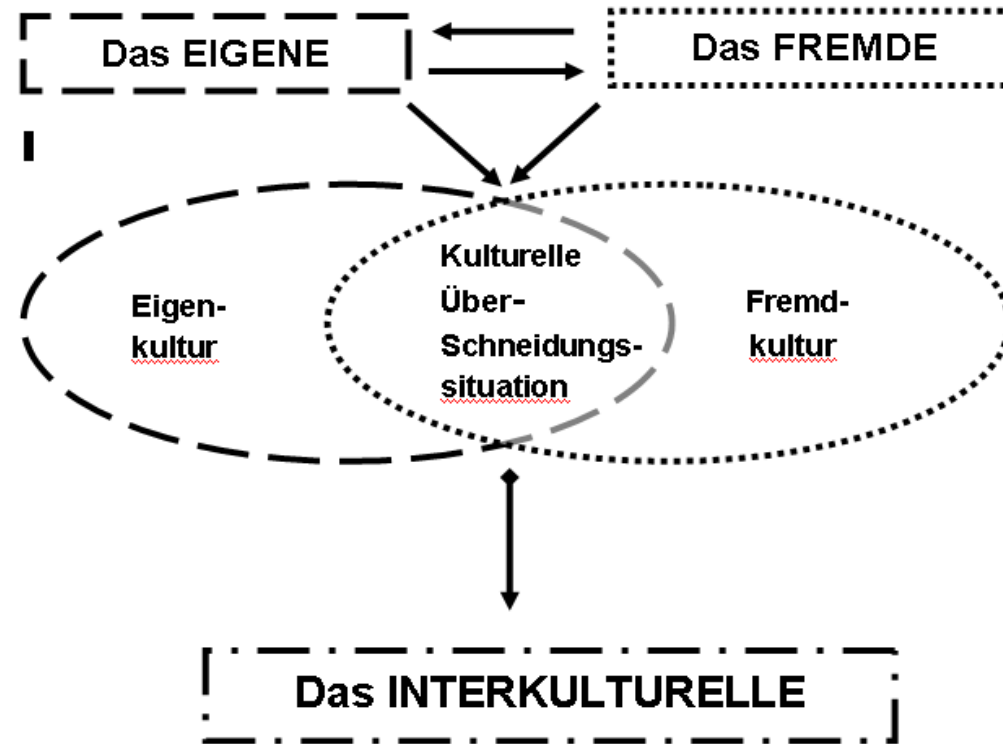 Das EIGENE
Das FREMDE
Eigen-
kultur
Kulturelle
Über-
Schneidungs-
situation
Fremd-
kultur
Das INTERKULTURELLE